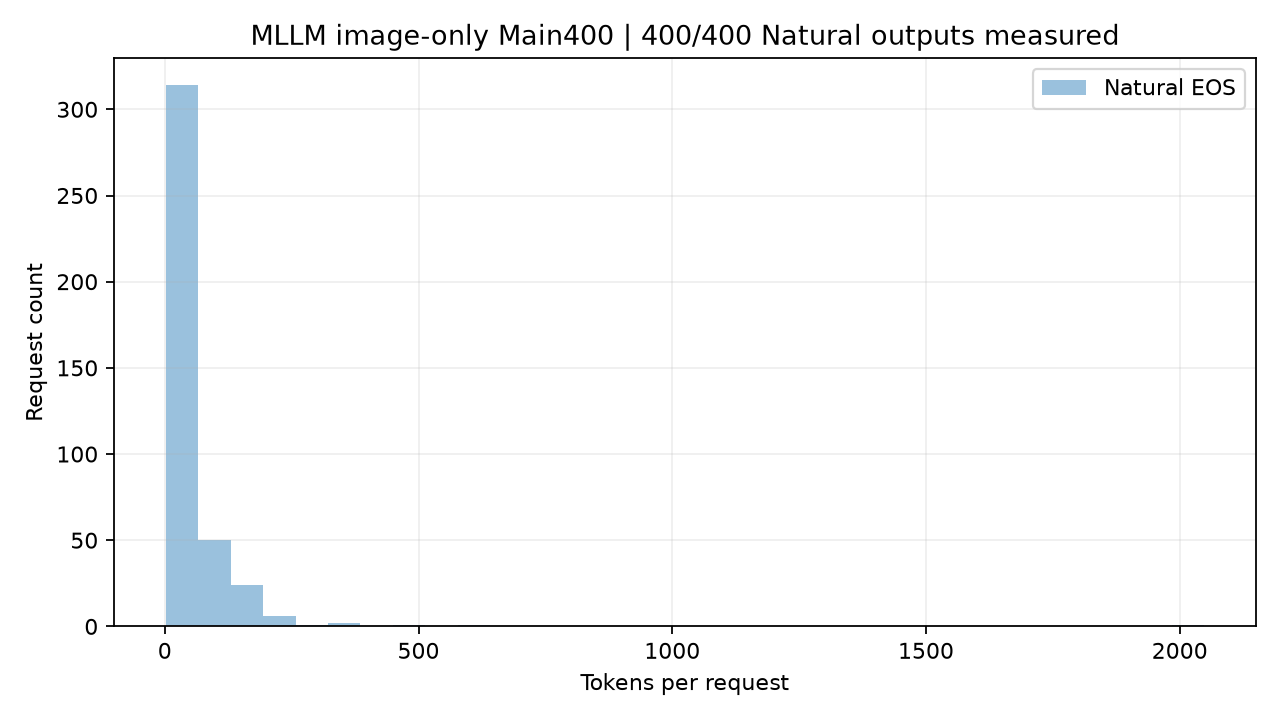 MLLM image-only Main400 | 400/400 Natural outputs measured
Natural EOS
300
250
200
150
100
50
0
Request count
0 500 1000 1500 2000
Tokens per request